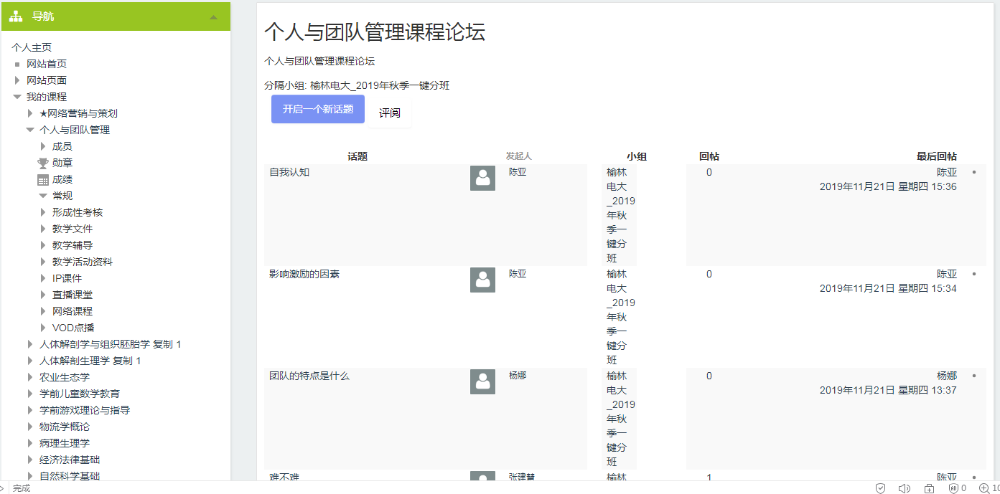 导航
个人主页
网站首页
网站页面
我的课程
★网络营销与策划
个人与团队管理
成员
勋章
成绩
常规
形成性考核
教学文件
教学辅导
教学活动资料
IP课件
直播课堂
网络课程
VOD点播
人体解剖学与组织胚胎学 复制 1
人体解剖生理学 复制 1
农业生态学
学前儿童数学教育
学前游戏理论与指导
物流学概论
病理生理学
经济法律基础
自然科学基础
个人与团队管理课程论坛
个人与团队管理课程论坛
分隔小组: 榆林电大_2019年秋季一键分班
开启一个新话题 评阅
话题 发起人 小组 回帖 最后回帖
自我认知 陈亚 榆林 0 陈亚
电大 2019年11月21日 星期四 15:36
_2019
年秋
季一
键分
班
影响激励的因素 陈亚 榆林 0 陈亚
电大 2019年11月21日 星期四 15:34
_2019
年秋
季一
键分
班
团队的特点是什么 杨娜 榆林 0 杨娜
电大 2019年11月21日 星期四 13:37
_2019
年秋
季一
键分
班
难不难 张建慧 榆林 1 陈亚
完成 0 10